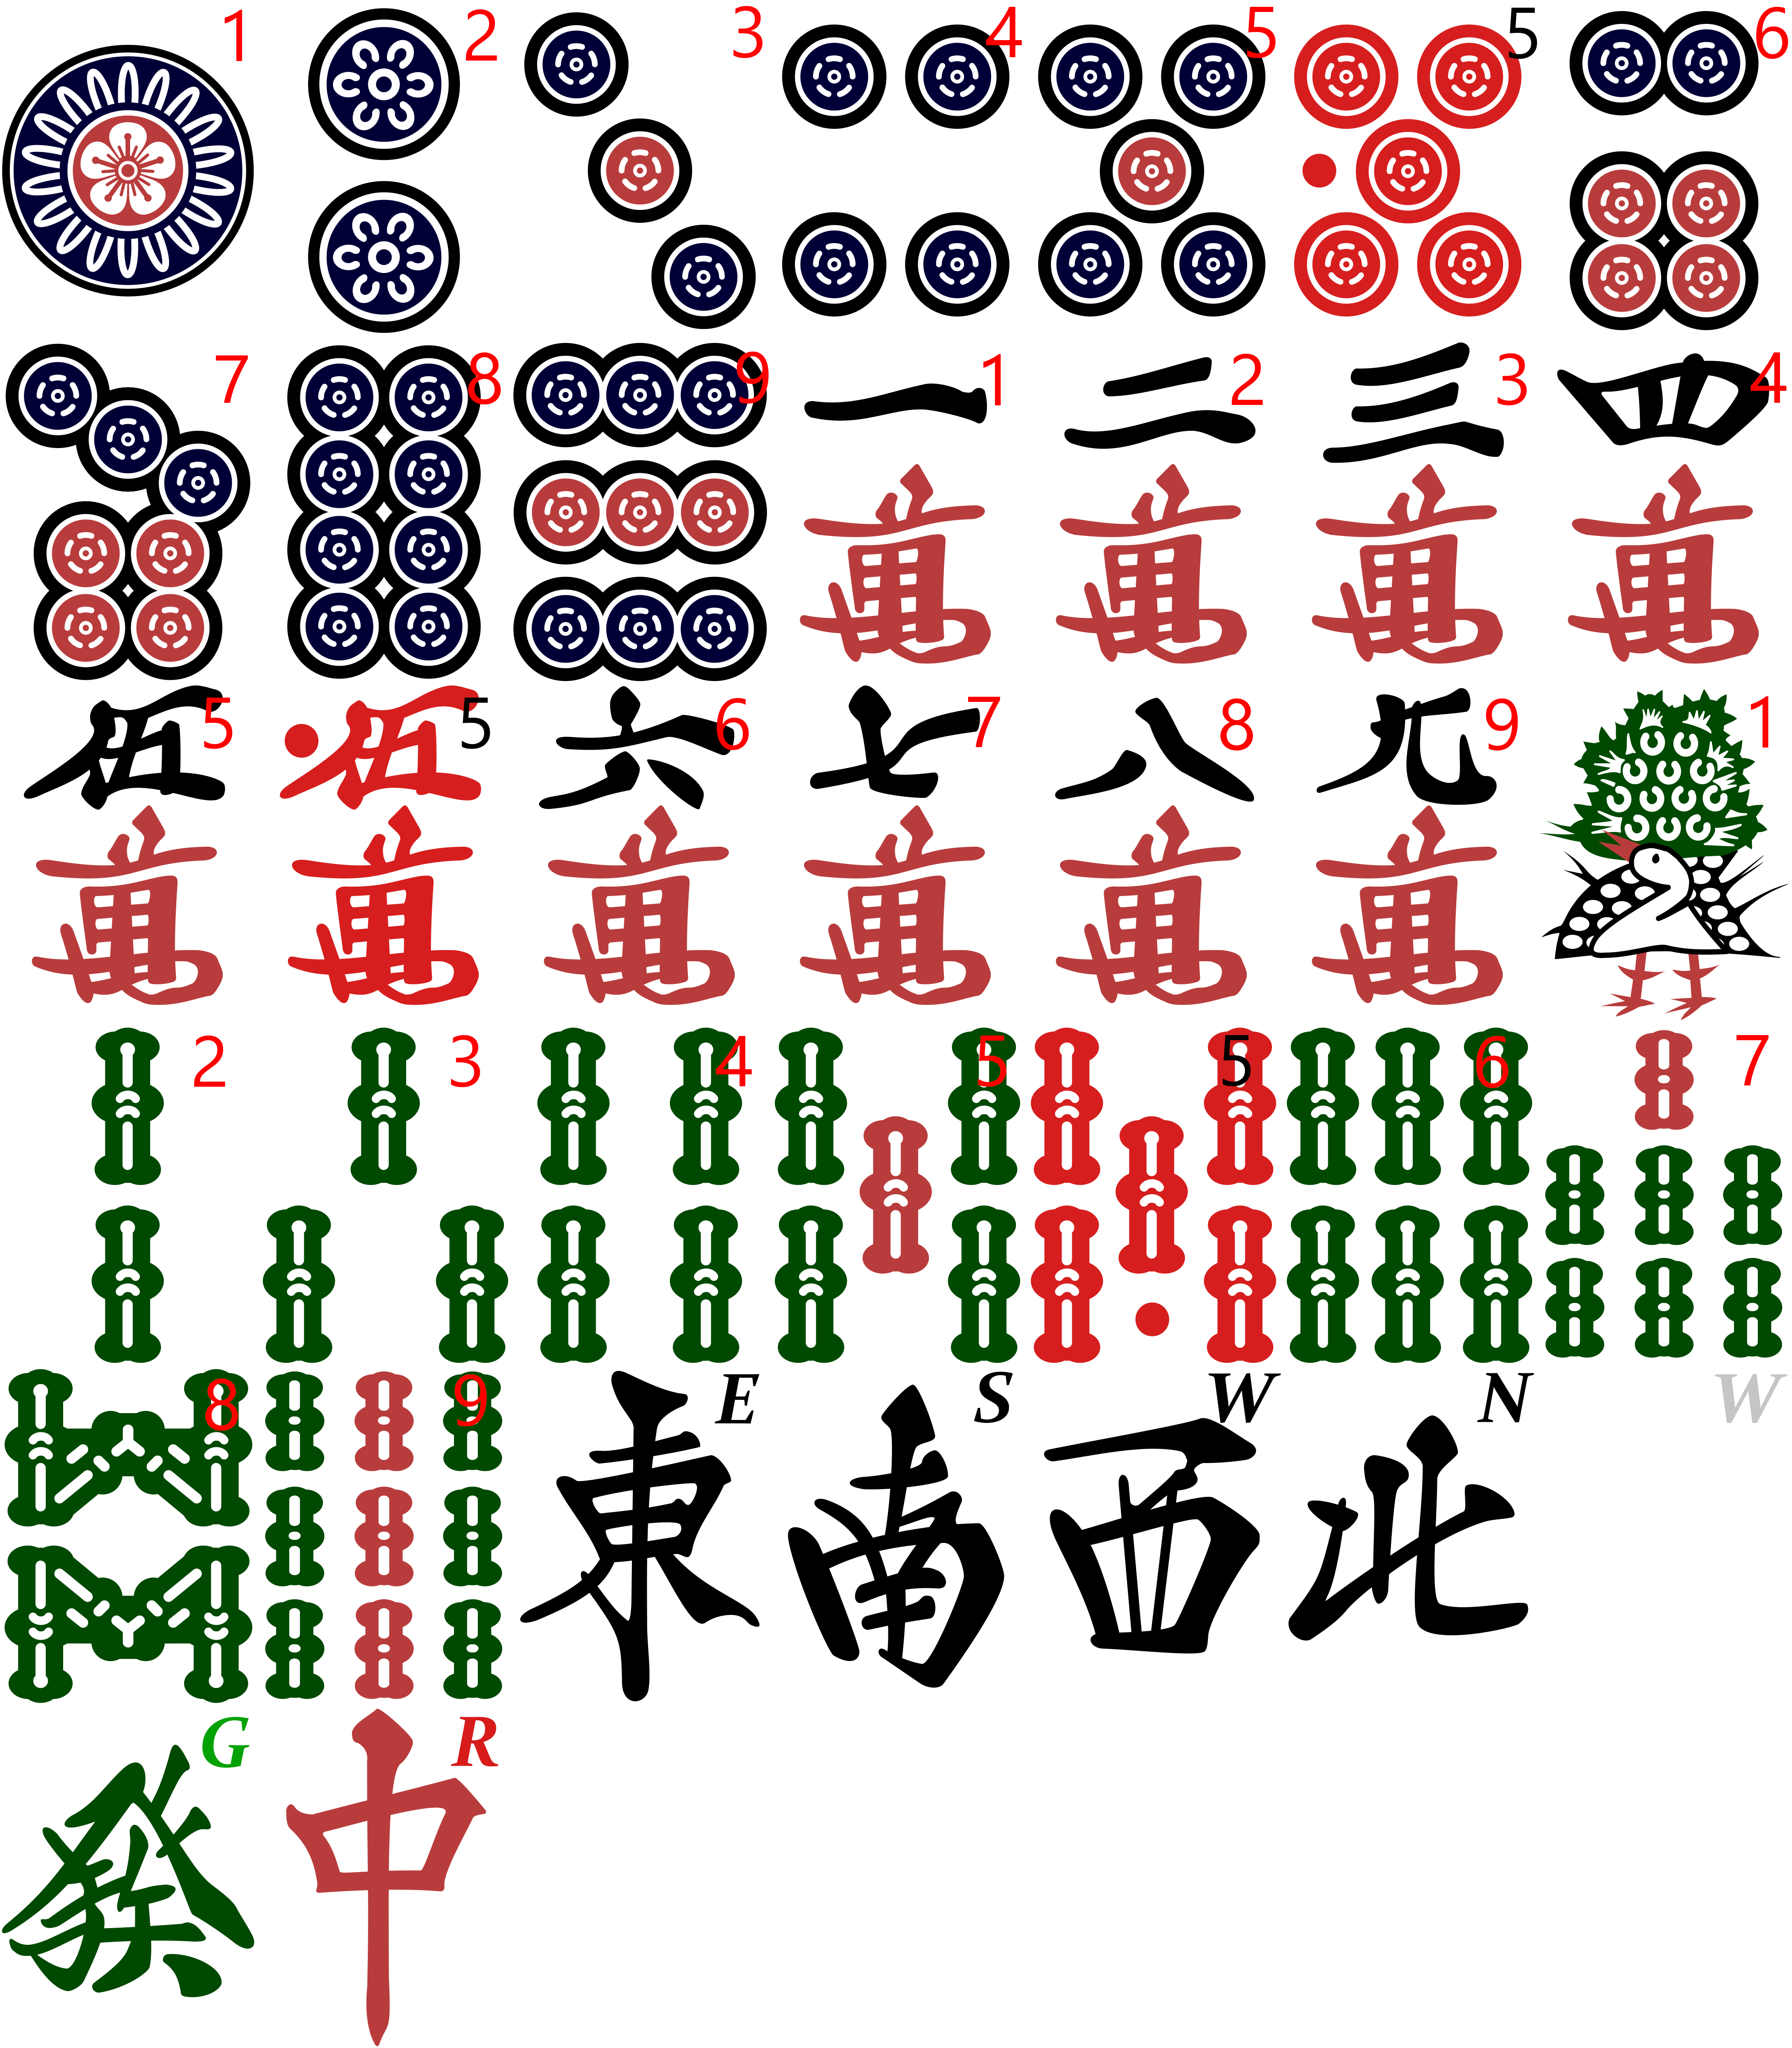 1 2 3 4 5 5 6
7 8 9 1 2 3 4
一 二 三 四
萬 萬 萬 萬
5 5 6 7 8 9 1
伍 伍 六 七 八 九
萬 萬 萬 萬 萬 萬
2 3 4 5 5 6 7
8 9 E S W N W
東 南 西 北
G R
發 中